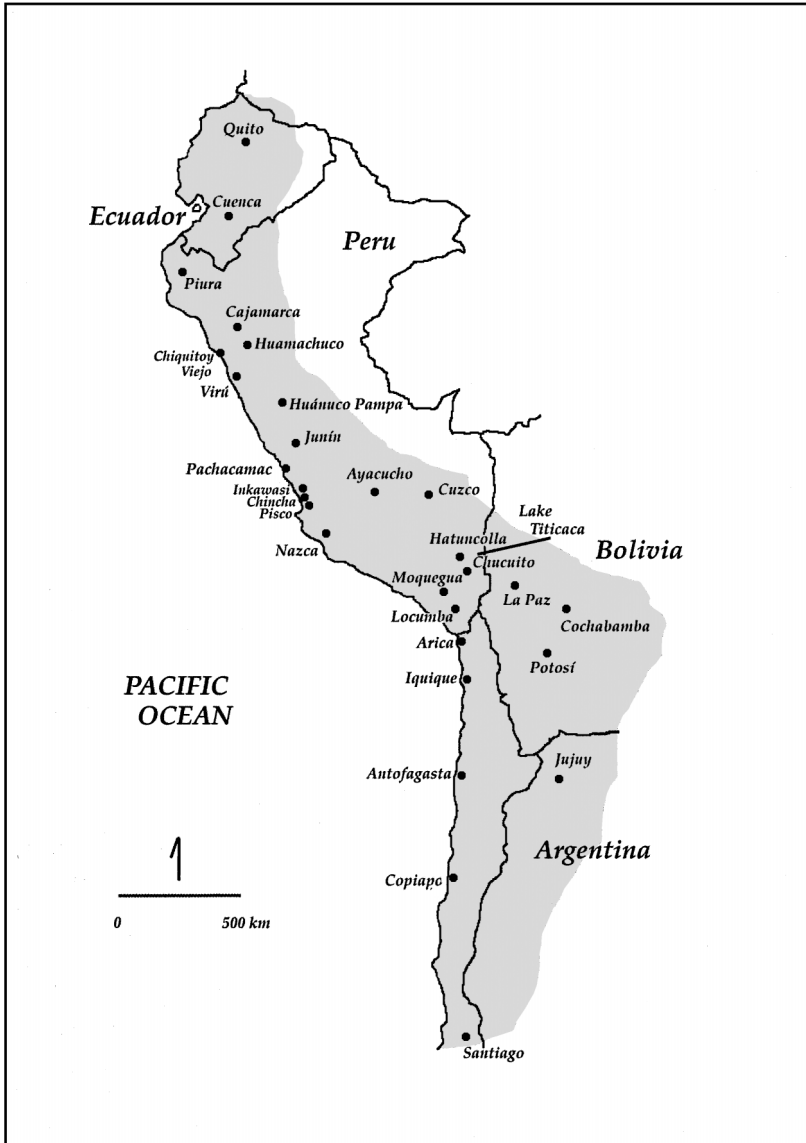 Quito
Cuenca
Ecuador
Peru
Piura
Cajamarca
Huamachuco
Chiquitoy
Viejo
Virú
Huánuco Pampa
Junín
Pachacamac
Ayacucho
Inkawasi
Cuzco
Chincha
Pisco
Lake
Titicaca
Nazca
Hatuncolla
Bolivia
Chucuito
Moquegua
La Paz
Locumba
Cochabamba
Arica
Potosí
Iquique
PACIFIC
OCEAN
Jujuy
Antofagasta
Argentina
Copiapo
0 500 km
Santiago